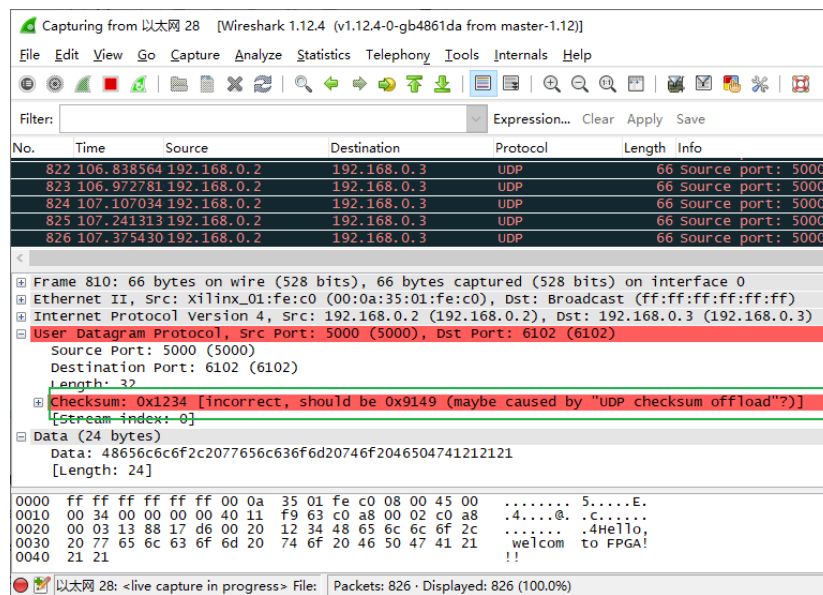 Capturing from 以太网 28 [Wireshark 1.12.4 (v1.12.4-0-gb4861da from master-1.12)]
File Edit View Go Capture Analyze Statistics Telephony Tools Internals Help
Filter: Expression... Clear Apply Save
No. Time Source Destination Protocol Length Info
822 106.838564 192.168.0.2 192.168.0.3 UDP 66 Source port: 5000
823 106.972781 192.168.0.2 192.168.0.3 UDP 66 Source port: 5000
824 107.107034 192.168.0.2 192.168.0.3 UDP 66 Source port: 5000
825 107.241313 192.168.0.2 192.168.0.3 UDP 66 Source port: 5000
826 107.375430 192.168.0.2 192.168.0.3 UDP 66 Source port: 5000
Frame 810: 66 bytes on wire (528 bits), 66 bytes captured (528 bits) on interface 0
Ethernet II, Src: Xilinx_01:fe:c0 (00:0a:35:01:fe:c0), Dst: Broadcast (ff:ff:ff:ff:ff:ff)
Internet Protocol Version 4, Src: 192.168.0.2 (192.168.0.2), Dst: 192.168.0.3 (192.168.0.3)
User Datagram Protocol, Src Port: 5000 (5000), Dst Port: 6102 (6102)
Source Port: 5000 (5000)
Destination Port: 6102 (6102)
Length: 32
Checksum: 0x1234 [incorrect, should be 0x9149 (maybe caused by "UDP checksum offload"?)]
[Stream index: 0]
Data (24 bytes)
Data: 48656c6c6f2c2077656c636f6d20746f2046504741212121
[Length: 24]
0000 ff ff ff ff ff ff 00 0a 35 01 fe c0 08 00 45 00 ........ 5.....E.
0010 00 34 00 00 00 00 40 11 f9 63 c0 a8 00 02 c0 a8 .4....@. .c......
0020 00 03 13 88 17 d6 00 20 12 34 48 65 6c 6c 6f 2c ....... .4Hello,
0030 20 77 65 6c 63 6f 6d 20 74 6f 20 46 50 47 41 21 welcom to FPGA!
0040 21 21 !!
以太网 28: <live capture in progress> File: Packets: 826 · Displayed: 826 (100.0%)